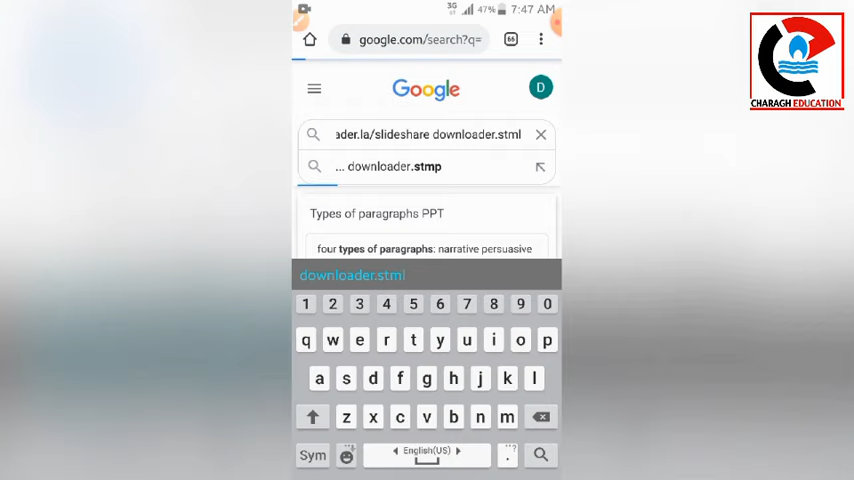 3G 47% 7:47 AM
google.com/search?q= 66
Google D
ader.la/slideshare downloader.stml
... downloader.stmp
Types of paragraphs PPT
four types of paragraphs: narrative persuasive
downloader.stml
1 2 3 4 5 6 7 8 9 0
q w e r t y u i o p
a s d f g h j k l
z x c v b n m
Sym English(US) . ..?
CHARAGH EDUCATION